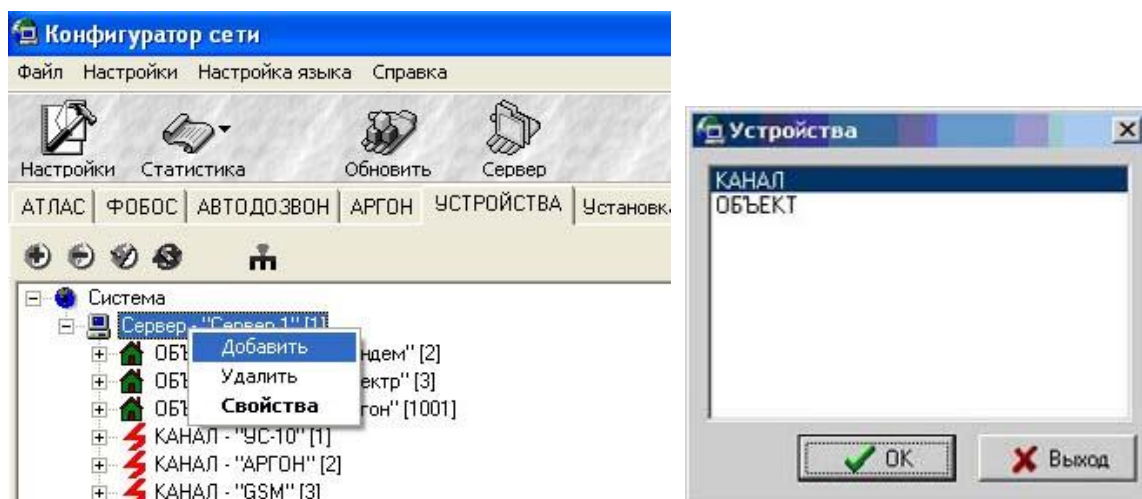 Конфигуратор сети
Файл Настройки Настройка языка Справка
Настройки Статистика Обновить Сервер
АТЛАС ФОБОС АВТОДОЗВОН АРГОН УСТРОЙСТВА Установк
Система
Сервер - "Сервер 1" [1]
Добавить
Удалить
Свойства
ОБЪ ндем" [2]
ОБЪ ектр" [3]
ОБЪ гон" [1001]
КАНАЛ - "УС-10" [1]
КАНАЛ - "АРГОН" [2]
КАНАЛ - "GSM" [3]
Устройства
КАНАЛ
ОБЪЕКТ
OK Выход